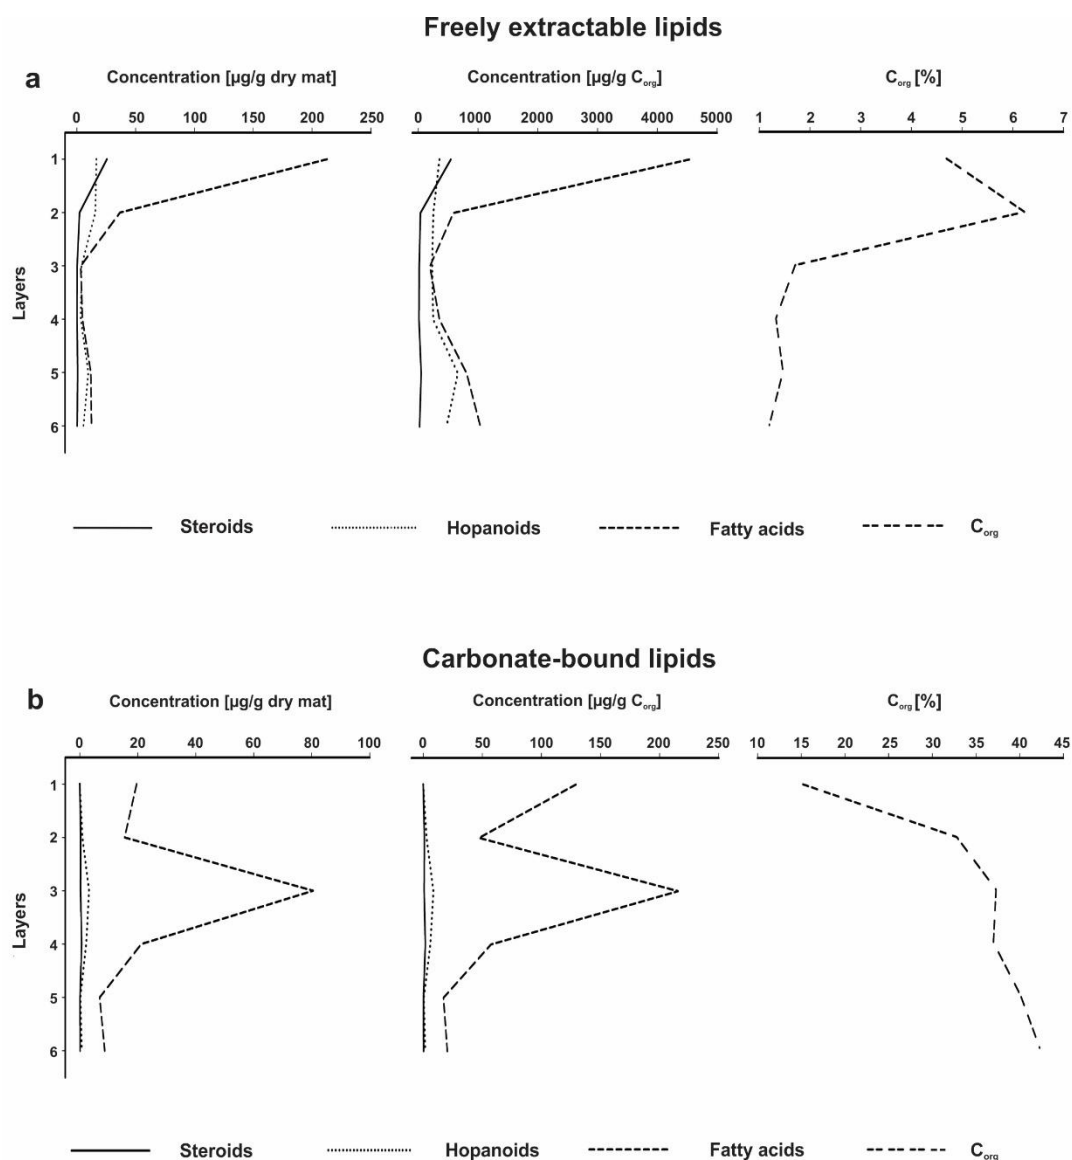 Freely extractable lipids
a
Concentration [µg/g dry mat]
Concentration [µg/g Corg]
Corg [%]
0 50 100 150 200 250
0 1000 2000 3000 4000 5000
1 2 3 4 5 6 7
Layers
1
2
3
4
5
6
Steroids
Hopanoids
Fatty acids
Corg
Carbonate-bound lipids
b
Concentration [µg/g dry mat]
Concentration [µg/g Corg]
Corg [%]
0 20 40 60 80 100
0 50 100 150 200 250
10 15 20 25 30 35 40 45
Layers
1
2
3
4
5
6
Steroids
Hopanoids
Fatty acids
Corg